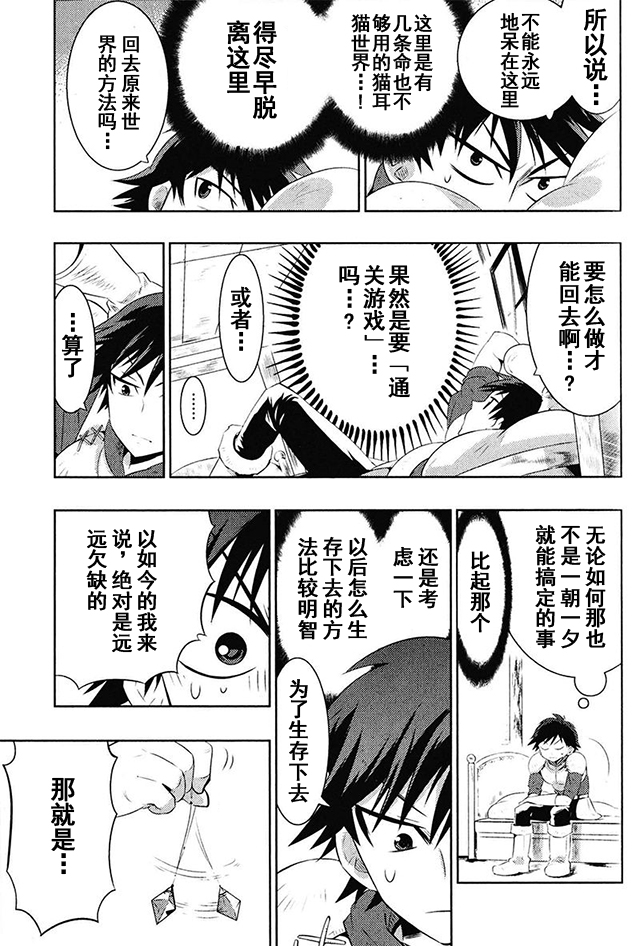 所以说…
不能永远
地呆在这里
这里是有
几条命也不
够用的猫耳
猫世界…!
得尽早脱
离这里
回去原来世
界的方法吗…
要怎么做才
能回去啊…?
果然是要「通
关游戏」…
吗…?
或者…
……
…算了
无论如何那也
不是一朝一夕
就能搞定的事
比起那个
还是考
虑一下
以后怎么生
存下去的方
法比较明智
为了生存下去
以如今的我来
说，绝对是远
远欠缺的
那就是…